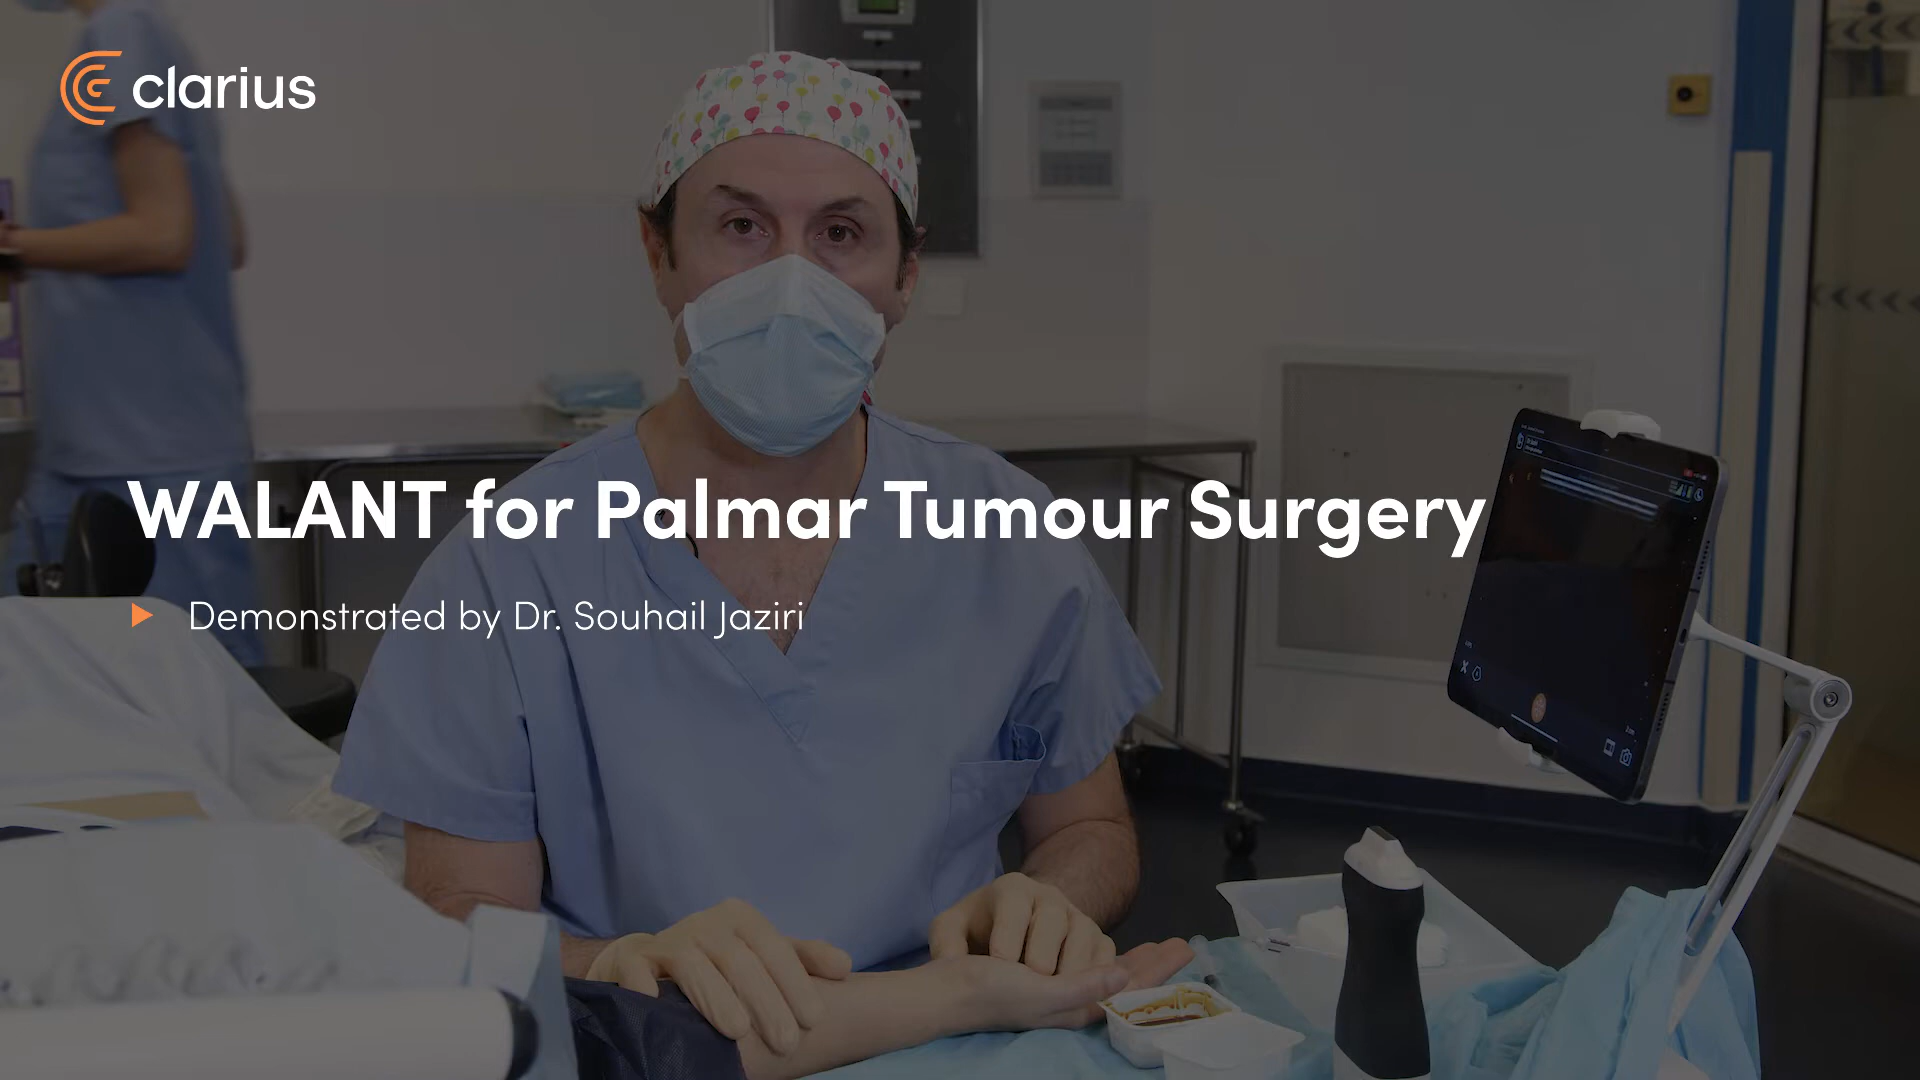 clarius
WALANT for Palmar Tumour Surgery
Demonstrated by Dr. Souhail Jaziri